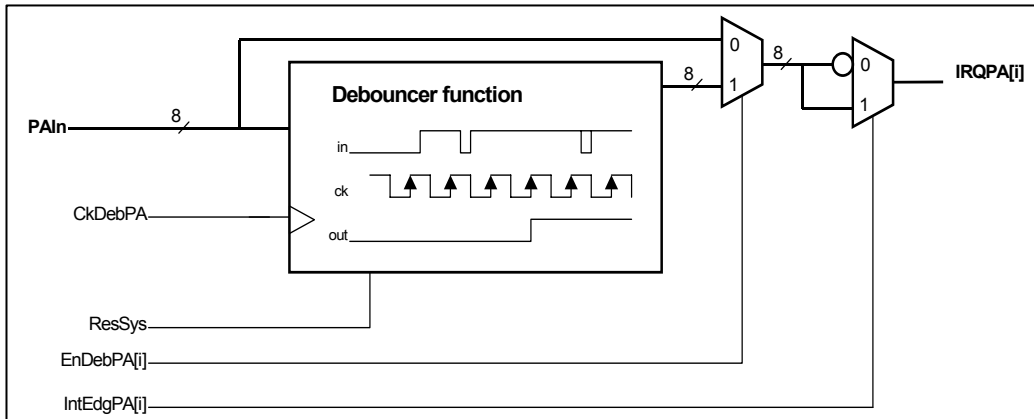 0
8
IRQPA[i]
0
8
1
1
Debouncer function
PAIn
8
in
ck
CkDebPA
out
ResSys
EnDebPA[i]
IntEdgPA[i]